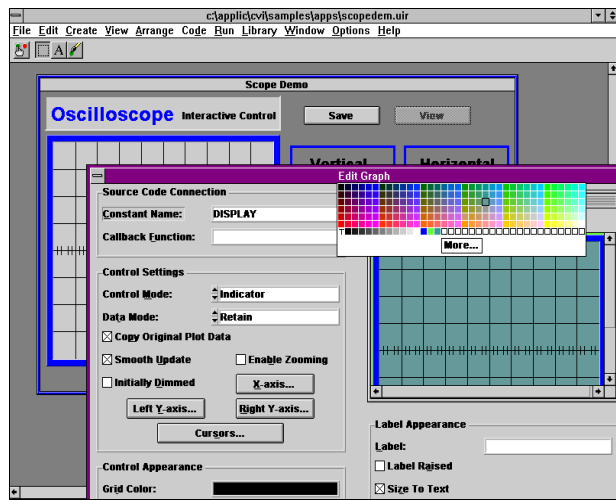 c:\applic\cvi\samples\apps\scopedem.uir
File Edit Create View Arrange Code Run Library Window Options Help
A
Scope Demo
Oscilloscope Interactive Control
Save
View
Vertical
Horizontal
Edit Graph
Source Code Connection
Constant Name: DISPLAY
Callback Function:
T
More...
Control Settings
Control Mode: Indicator
Data Mode: Retain
Copy Original Plot Data
Smooth Update
Enable Zooming
Initially Dimmed
X-axis...
Left Y-axis...
Right Y-axis...
Cursors...
Label Appearance
Label:
Label Raised
Control Appearance
Size To Text
Grid Color: